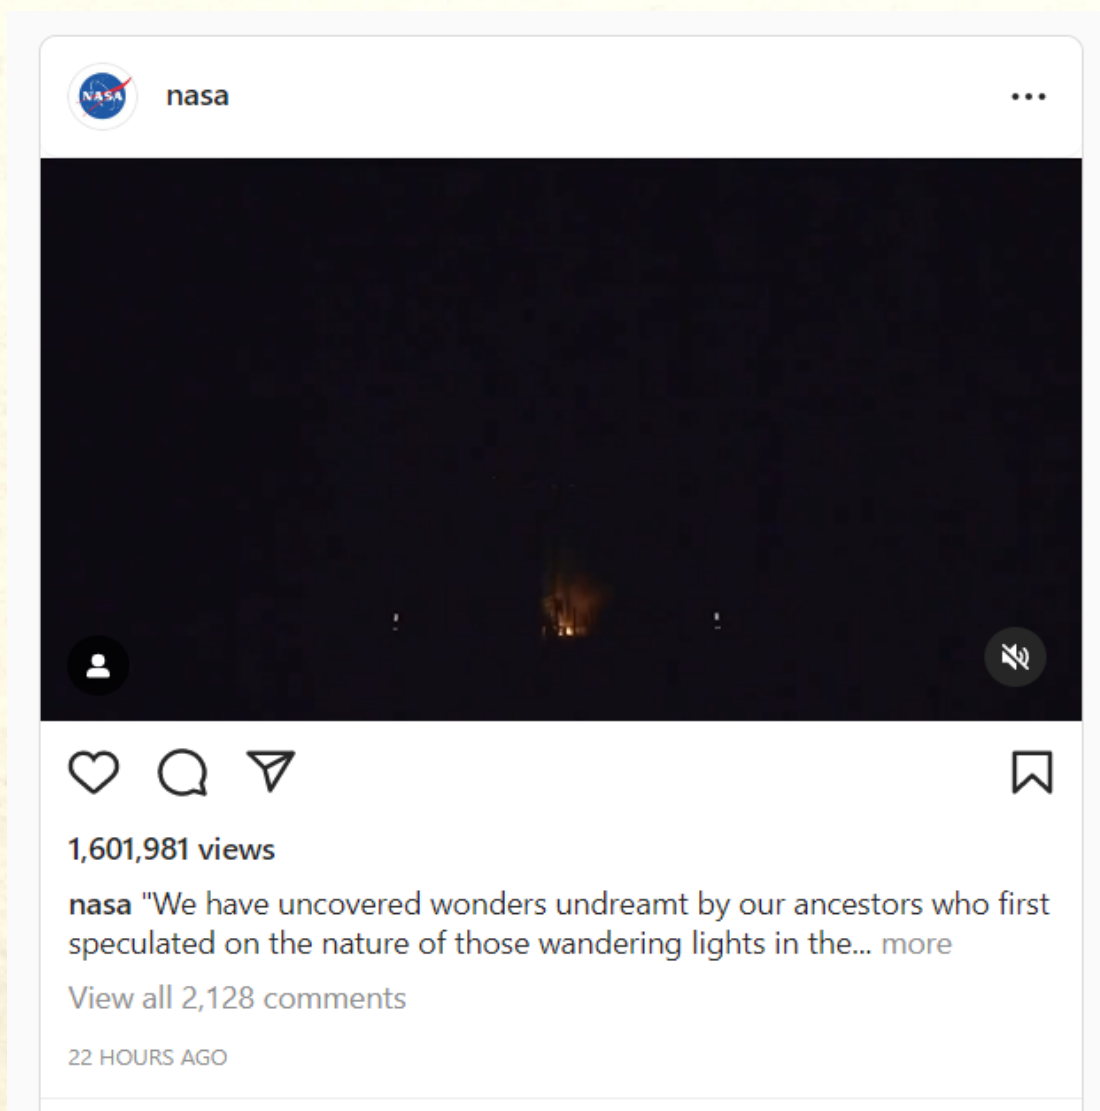 NASA
nasa
1,601,981 views
nasa "We have uncovered wonders undreamt by our ancestors who first
speculated on the nature of those wandering lights in the... more
View all 2,128 comments
22 HOURS AGO